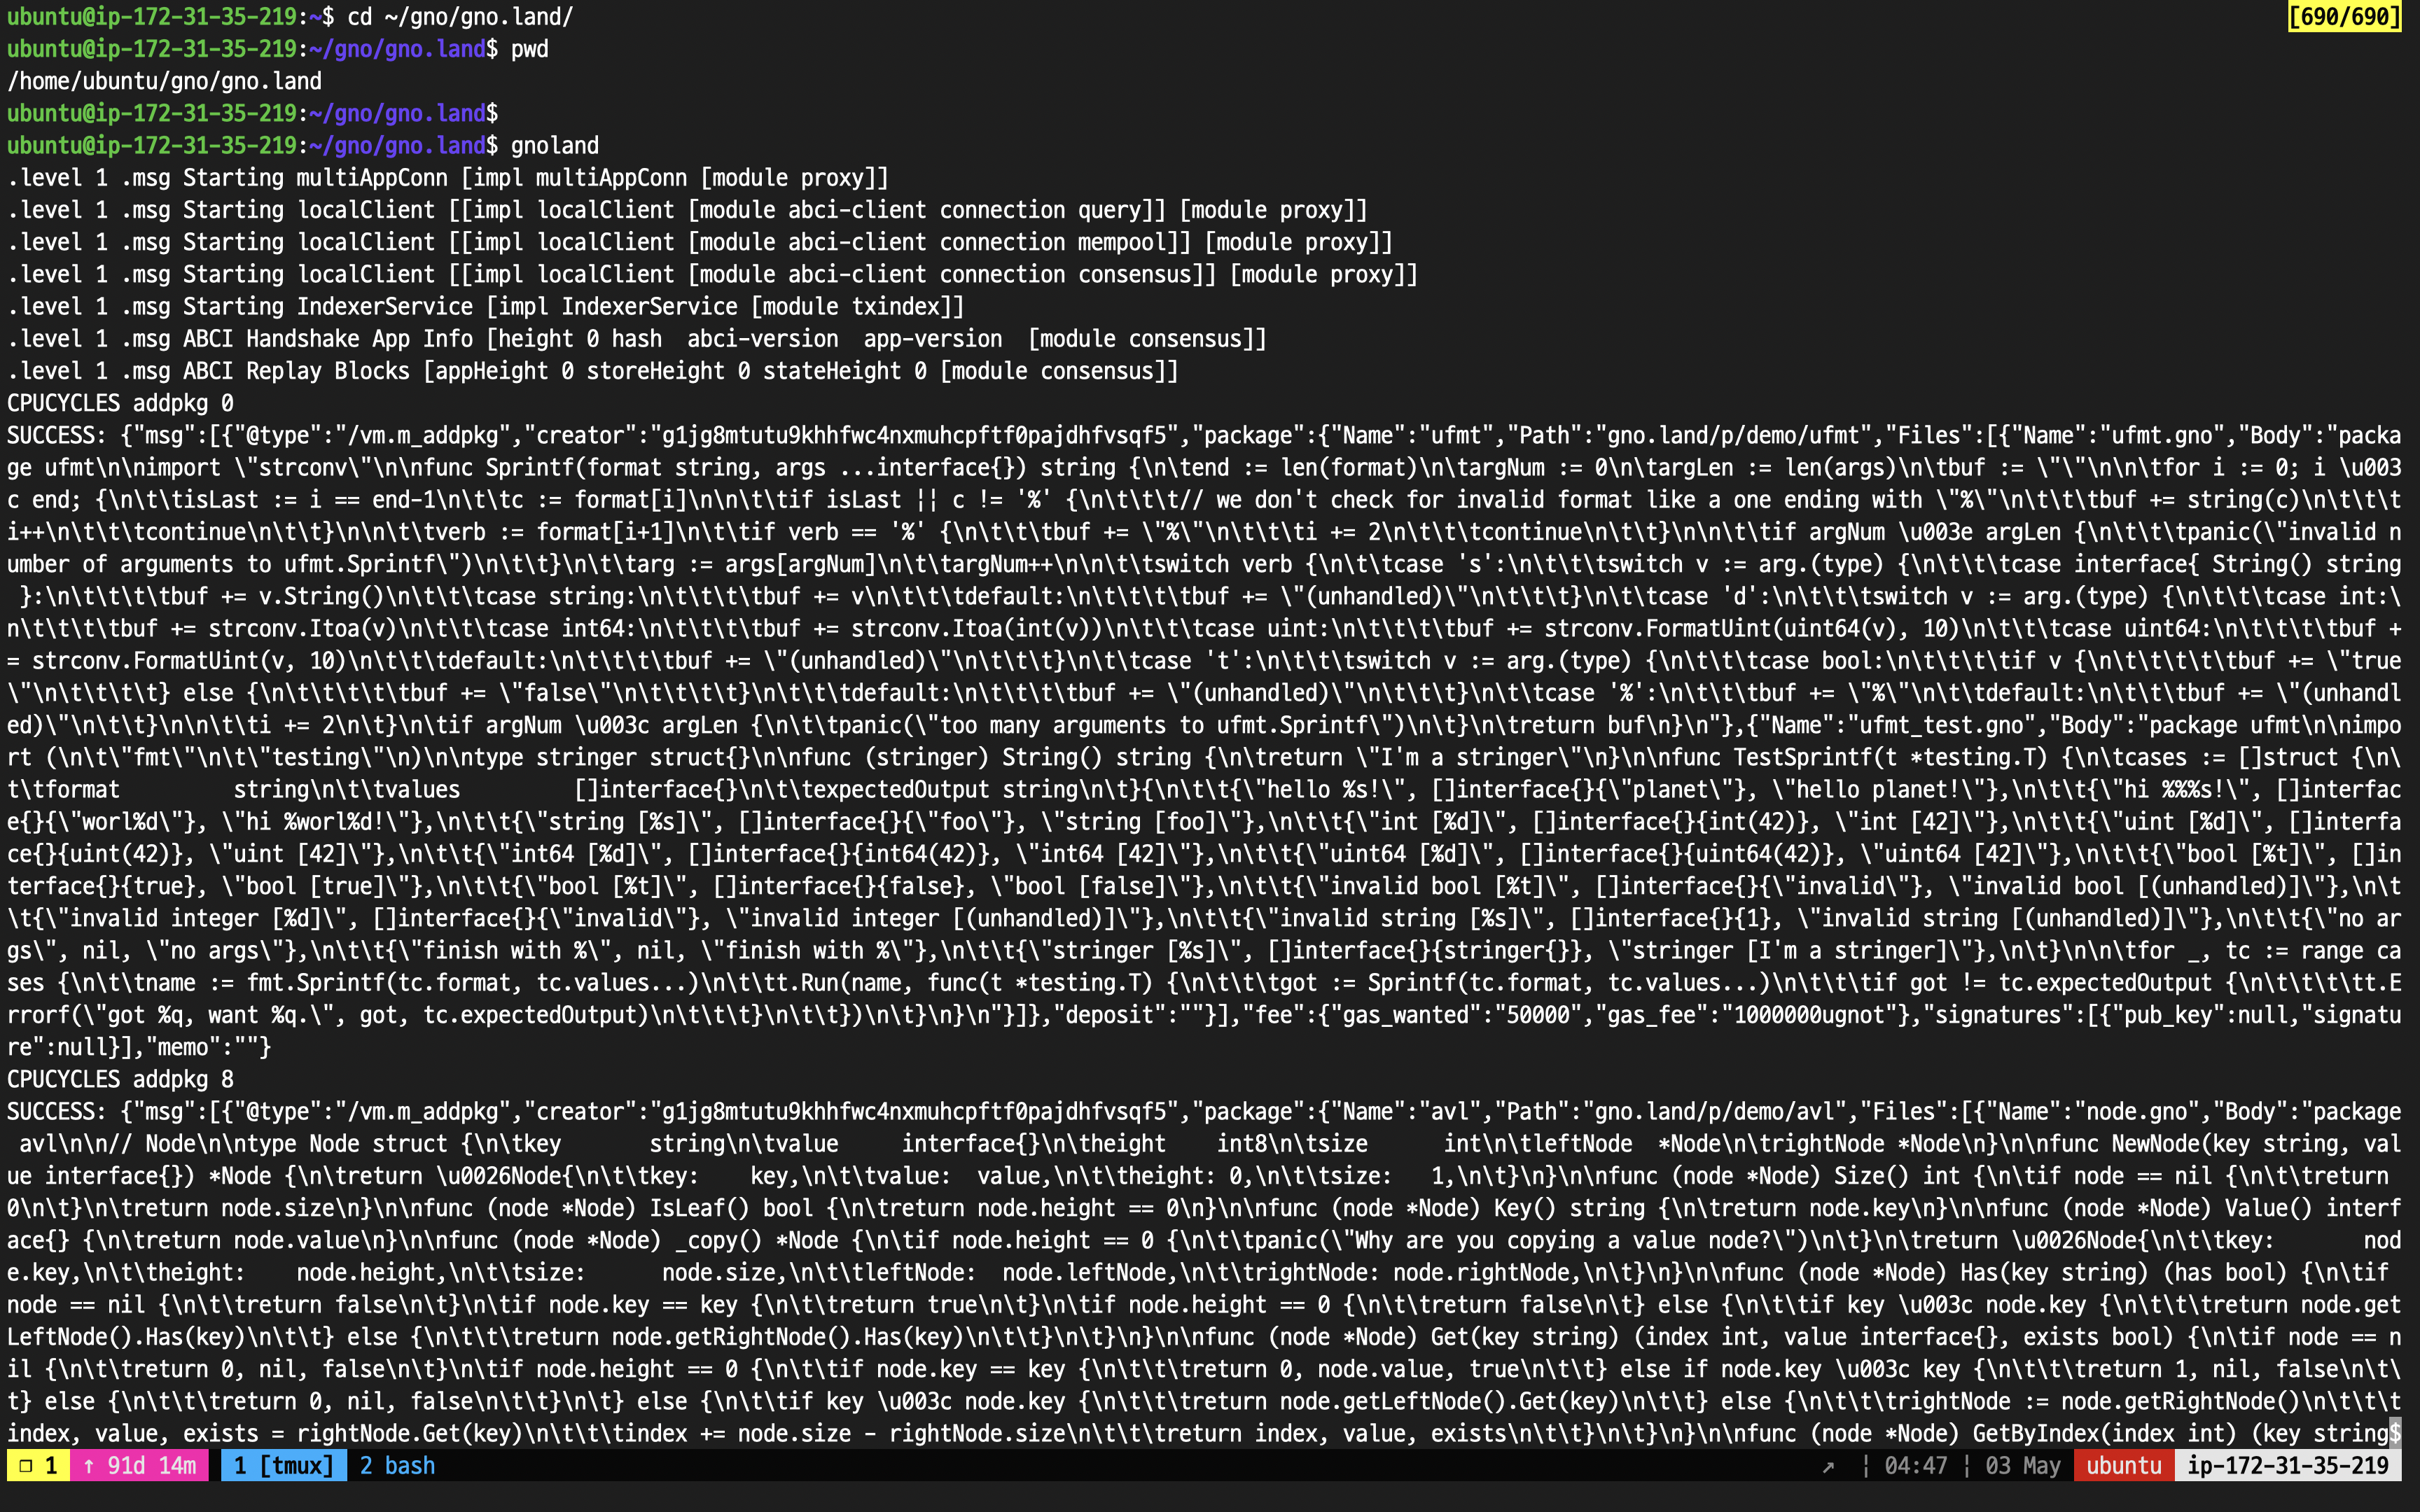 ubuntu@ip-172-31-35-219:~$ cd ~/gno/gno.land/ [690/690]
ubuntu@ip-172-31-35-219:~/gno/gno.land$ pwd
/home/ubuntu/gno/gno.land
ubuntu@ip-172-31-35-219:~/gno/gno.land$
ubuntu@ip-172-31-35-219:~/gno/gno.land$ gnoland
.level 1 .msg Starting multiAppConn [impl multiAppConn [module proxy]]
.level 1 .msg Starting localClient [[impl localClient [module abci-client connection query]] [module proxy]]
.level 1 .msg Starting localClient [[impl localClient [module abci-client connection mempool]] [module proxy]]
.level 1 .msg Starting localClient [[impl localClient [module abci-client connection consensus]] [module proxy]]
.level 1 .msg Starting IndexerService [impl IndexerService [module txindex]]
.level 1 .msg ABCI Handshake App Info [height 0 hash  abci-version  app-version  [module consensus]]
.level 1 .msg ABCI Replay Blocks [appHeight 0 storeHeight 0 stateHeight 0 [module consensus]]
CPUCYCLES addpkg 0
SUCCESS: {"msg":[{"@type":"/vm.m_addpkg","creator":"g1jg8mtutu9khhfwc4nxmuhcpftf0pajdhfvsqf5","package":{"Name":"ufmt","Path":"gno.land/p/demo/ufmt","Files":[{"Name":"ufmt.gno","Body":"packa
ge ufmt\n\nimport \"strconv\"\n\nfunc Sprintf(format string, args ...interface{}) string {\n\tend := len(format)\n\targNum := 0\n\targLen := len(args)\n\tbuf := \"\"\n\n\tfor i := 0; i \u003
c end; {\n\t\tisLast := i == end-1\n\t\tc := format[i]\n\n\t\tif isLast || c != '%' {\n\t\t\t// we don't check for invalid format like a one ending with \"%\"\n\t\t\tbuf += string(c)\n\t\t\t
i++\n\t\t\tcontinue\n\t\t}\n\n\t\tverb := format[i+1]\n\t\tif verb == '%' {\n\t\t\tbuf += \"%\"\n\t\t\ti += 2\n\t\t\tcontinue\n\t\t}\n\n\t\tif argNum \u003e argLen {\n\t\t\tpanic(\"invalid n
umber of arguments to ufmt.Sprintf\")\n\t\t}\n\t\targ := args[argNum]\n\t\targNum++\n\n\t\tswitch verb {\n\t\tcase 's':\n\t\t\tswitch v := arg.(type) {\n\t\t\tcase interface{ String() string
 }:\n\t\t\t\tbuf += v.String()\n\t\t\tcase string:\n\t\t\t\tbuf += v\n\t\t\tdefault:\n\t\t\t\tbuf += \"(unhandled)\"\n\t\t\t}\n\t\tcase 'd':\n\t\t\tswitch v := arg.(type) {\n\t\t\tcase int:\
n\t\t\t\tbuf += strconv.Itoa(v)\n\t\t\tcase int64:\n\t\t\t\tbuf += strconv.Itoa(int(v))\n\t\t\tcase uint:\n\t\t\t\tbuf += strconv.FormatUint(uint64(v), 10)\n\t\t\tcase uint64:\n\t\t\t\tbuf +
= strconv.FormatUint(v, 10)\n\t\t\tdefault:\n\t\t\t\tbuf += \"(unhandled)\"\n\t\t\t}\n\t\tcase 't':\n\t\t\tswitch v := arg.(type) {\n\t\t\tcase bool:\n\t\t\t\tif v {\n\t\t\t\t\tbuf += \"true
\"\n\t\t\t\t} else {\n\t\t\t\t\tbuf += \"false\"\n\t\t\t\t}\n\t\t\tdefault:\n\t\t\t\tbuf += \"(unhandled)\"\n\t\t\t}\n\t\tcase '%':\n\t\t\tbuf += \"%\"\n\t\tdefault:\n\t\t\tbuf += \"(unhandl
ed)\"\n\t\t}\n\n\t\ti += 2\n\t}\n\tif argNum \u003c argLen {\n\t\tpanic(\"too many arguments to ufmt.Sprintf\")\n\t}\n\treturn buf\n}\n"},{"Name":"ufmt_test.gno","Body":"package ufmt\n\nimpo
rt (\n\t\"fmt\"\n\t\"testing\"\n)\n\ntype stringer struct{}\n\nfunc (stringer) String() string {\n\treturn \"I'm a stringer\"\n}\n\nfunc TestSprintf(t *testing.T) {\n\tcases := []struct {\n\
t\tformat         string\n\t\tvalues         []interface{}\n\t\texpectedOutput string\n\t}{\n\t\t{\"hello %s!\", []interface{}{\"planet\"}, \"hello planet!\"},\n\t\t{\"hi %%%s!\", []interfac
e{}{\"worl%d\"}, \"hi %worl%d!\"},\n\t\t{\"string [%s]\", []interface{}{\"foo\"}, \"string [foo]\"},\n\t\t{\"int [%d]\", []interface{}{int(42)}, \"int [42]\"},\n\t\t{\"uint [%d]\", []interfa
ce{}{uint(42)}, \"uint [42]\"},\n\t\t{\"int64 [%d]\", []interface{}{int64(42)}, \"int64 [42]\"},\n\t\t{\"uint64 [%d]\", []interface{}{uint64(42)}, \"uint64 [42]\"},\n\t\t{\"bool [%t]\", []in
terface{}{true}, \"bool [true]\"},\n\t\t{\"bool [%t]\", []interface{}{false}, \"bool [false]\"},\n\t\t{\"invalid bool [%t]\", []interface{}{\"invalid\"}, \"invalid bool [(unhandled)]\"},\n\t
\t{\"invalid integer [%d]\", []interface{}{\"invalid\"}, \"invalid integer [(unhandled)]\"},\n\t\t{\"invalid string [%s]\", []interface{}{1}, \"invalid string [(unhandled)]\"},\n\t\t{\"no ar
gs\", nil, \"no args\"},\n\t\t{\"finish with %\", nil, \"finish with %\"},\n\t\t{\"stringer [%s]\", []interface{}{stringer{}}, \"stringer [I'm a stringer]\"},\n\t}\n\n\tfor _, tc := range ca
ses {\n\t\tname := fmt.Sprintf(tc.format, tc.values...)\n\t\tt.Run(name, func(t *testing.T) {\n\t\t\tgot := Sprintf(tc.format, tc.values...)\n\t\t\tif got != tc.expectedOutput {\n\t\t\t\tt.E
rrorf(\"got %q, want %q.\", got, tc.expectedOutput)\n\t\t\t}\n\t\t})\n\t}\n}\n"}]},"deposit":""}],"fee":{"gas_wanted":"50000","gas_fee":"1000000ugnot"},"signatures":[{"pub_key":null,"signatu
re":null}],"memo":""}
CPUCYCLES addpkg 8
SUCCESS: {"msg":[{"@type":"/vm.m_addpkg","creator":"g1jg8mtutu9khhfwc4nxmuhcpftf0pajdhfvsqf5","package":{"Name":"avl","Path":"gno.land/p/demo/avl","Files":[{"Name":"node.gno","Body":"package
 avl\n\n// Node\n\ntype Node struct {\n\tkey       string\n\tvalue     interface{}\n\theight    int8\n\tsize      int\n\tleftNode  *Node\n\trightNode *Node\n}\n\nfunc NewNode(key string, val
ue interface{}) *Node {\n\treturn \u0026Node{\n\t\tkey:    key,\n\t\tvalue:  value,\n\t\theight: 0,\n\t\tsize:   1,\n\t}\n}\n\nfunc (node *Node) Size() int {\n\tif node == nil {\n\t\treturn
0\n\t}\n\treturn node.size\n}\n\nfunc (node *Node) IsLeaf() bool {\n\treturn node.height == 0\n}\n\nfunc (node *Node) Key() string {\n\treturn node.key\n}\n\nfunc (node *Node) Value() interf
ace{} {\n\treturn node.value\n}\n\nfunc (node *Node) _copy() *Node {\n\tif node.height == 0 {\n\t\tpanic(\"Why are you copying a value node?\")\n\t}\n\treturn \u0026Node{\n\t\tkey:       nod
e.key,\n\t\theight:    node.height,\n\t\tsize:      node.size,\n\t\tleftNode:  node.leftNode,\n\t\trightNode: node.rightNode,\n\t}\n}\n\nfunc (node *Node) Has(key string) (has bool) {\n\tif
node == nil {\n\t\treturn false\n\t}\n\tif node.key == key {\n\t\treturn true\n\t}\n\tif node.height == 0 {\n\t\treturn false\n\t} else {\n\t\tif key \u003c node.key {\n\t\t\treturn node.get
LeftNode().Has(key)\n\t\t} else {\n\t\t\treturn node.getRightNode().Has(key)\n\t\t}\n\t}\n}\n\nfunc (node *Node) Get(key string) (index int, value interface{}, exists bool) {\n\tif node == n
il {\n\t\treturn 0, nil, false\n\t}\n\tif node.height == 0 {\n\t\tif node.key == key {\n\t\t\treturn 0, node.value, true\n\t\t} else if node.key \u003c key {\n\t\t\treturn 1, nil, false\n\t\
t} else {\n\t\t\treturn 0, nil, false\n\t\t}\n\t} else {\n\t\tif key \u003c node.key {\n\t\t\treturn node.getLeftNode().Get(key)\n\t\t} else {\n\t\t\trightNode := node.getRightNode()\n\t\t\t
index, value, exists = rightNode.Get(key)\n\t\t\tindex += node.size - rightNode.size\n\t\t\treturn index, value, exists\n\t\t}\n\t}\n}\n\nfunc (node *Node) GetByIndex(index int) (key string$
❐ 1 ↑ 91d 14m 1 [tmux] 2 bash ↗ ¦ 04:47 ¦ 03 May ubuntu ip-172-31-35-219